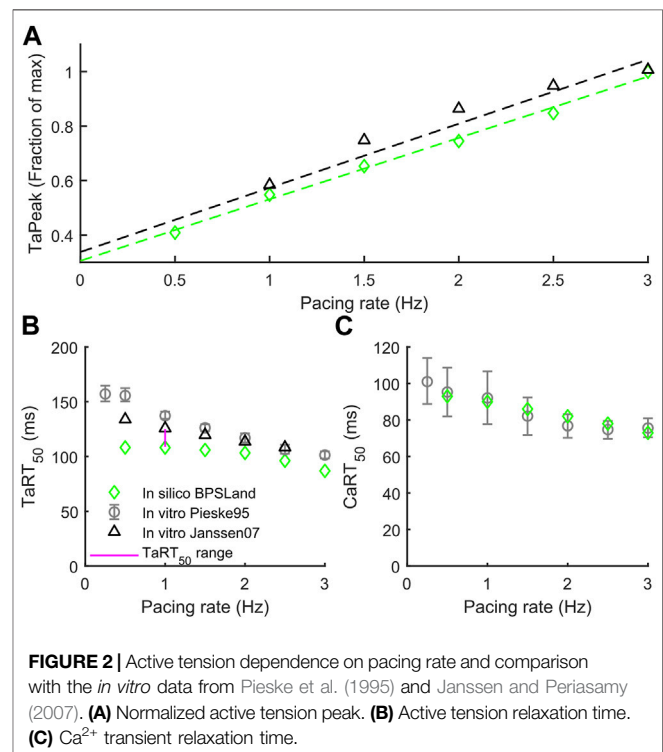 A
TaPeak (Fraction of max)
1
0.8
0.6
0.4
0 0.5 1 1.5 2 2.5 3
Pacing rate (Hz)
B
TaRT50 (ms)
200
150
100
50
0
0 1 2 3
Pacing rate (Hz)
In silico BPSLand
In vitro Pieske95
In vitro Janssen07
TaRT50 range
C
CaRT50 (ms)
120
100
80
60
40
20
0
0 1 2 3
Pacing rate (Hz)
FIGURE 2 | Active tension dependence on pacing rate and comparison
with the in vitro data from Pieske et al. (1995) and Janssen and Periasamy
(2007). (A) Normalized active tension peak. (B) Active tension relaxation time.
(C) Ca2+ transient relaxation time.